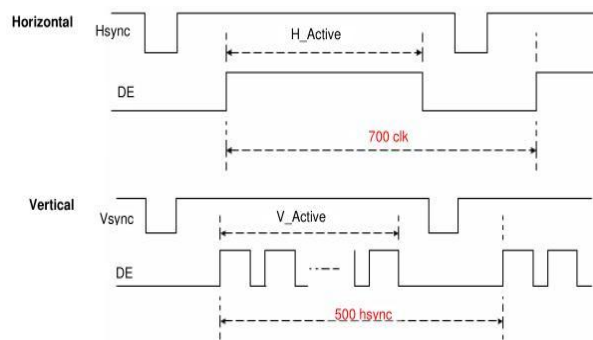 Horizontal
Hsync
H_Active
DE
700 clk
Vertical
Vsync
V_Active
DE
500 hsync